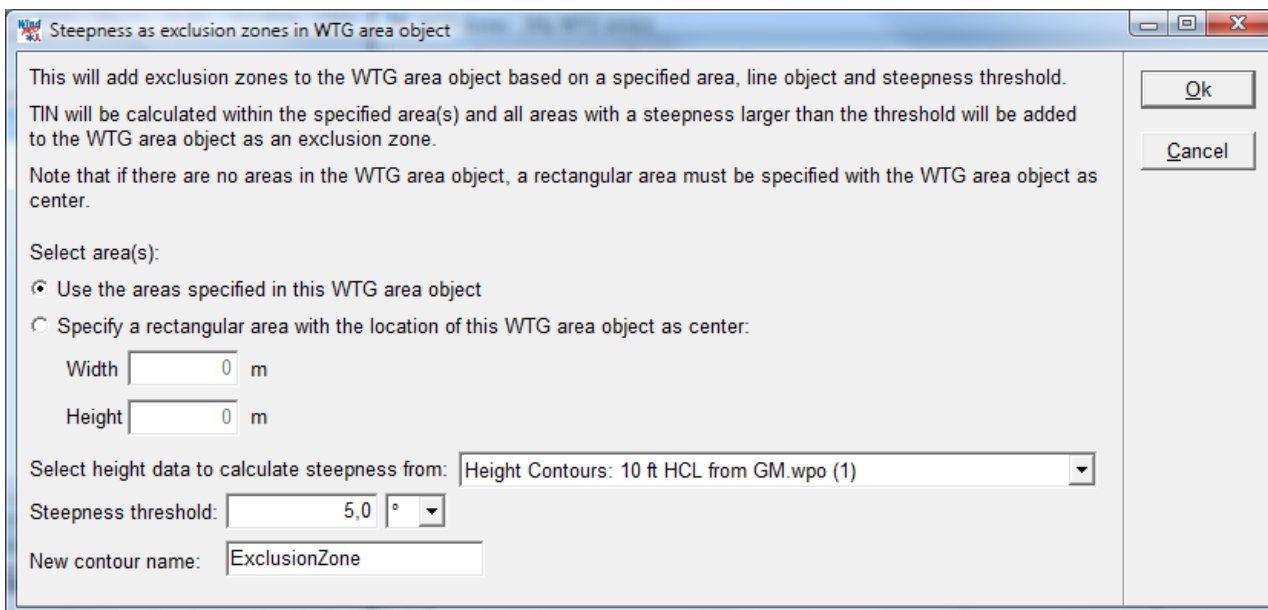 Steepness as exclusion zones in WTG area object
This will add exclusion zones to the WTG area object based on a specified area, line object and steepness threshold.
Ok
TIN will be calculated within the specified area(s) and all areas with a steepness larger than the threshold will be added
to the WTG area object as an exclusion zone.
Cancel
Note that if there are no areas in the WTG area object, a rectangular area must be specified with the WTG area object as
center.
Select area(s):
Use the areas specified in this WTG area object
Specify a rectangular area with the location of this WTG area object as center:
Width 0 m
Height 0 m
Select height data to calculate steepness from: Height Contours: 10 ft HCL from GM.wpo (1)
Steepness threshold: 5,0 °
New contour name: ExclusionZone